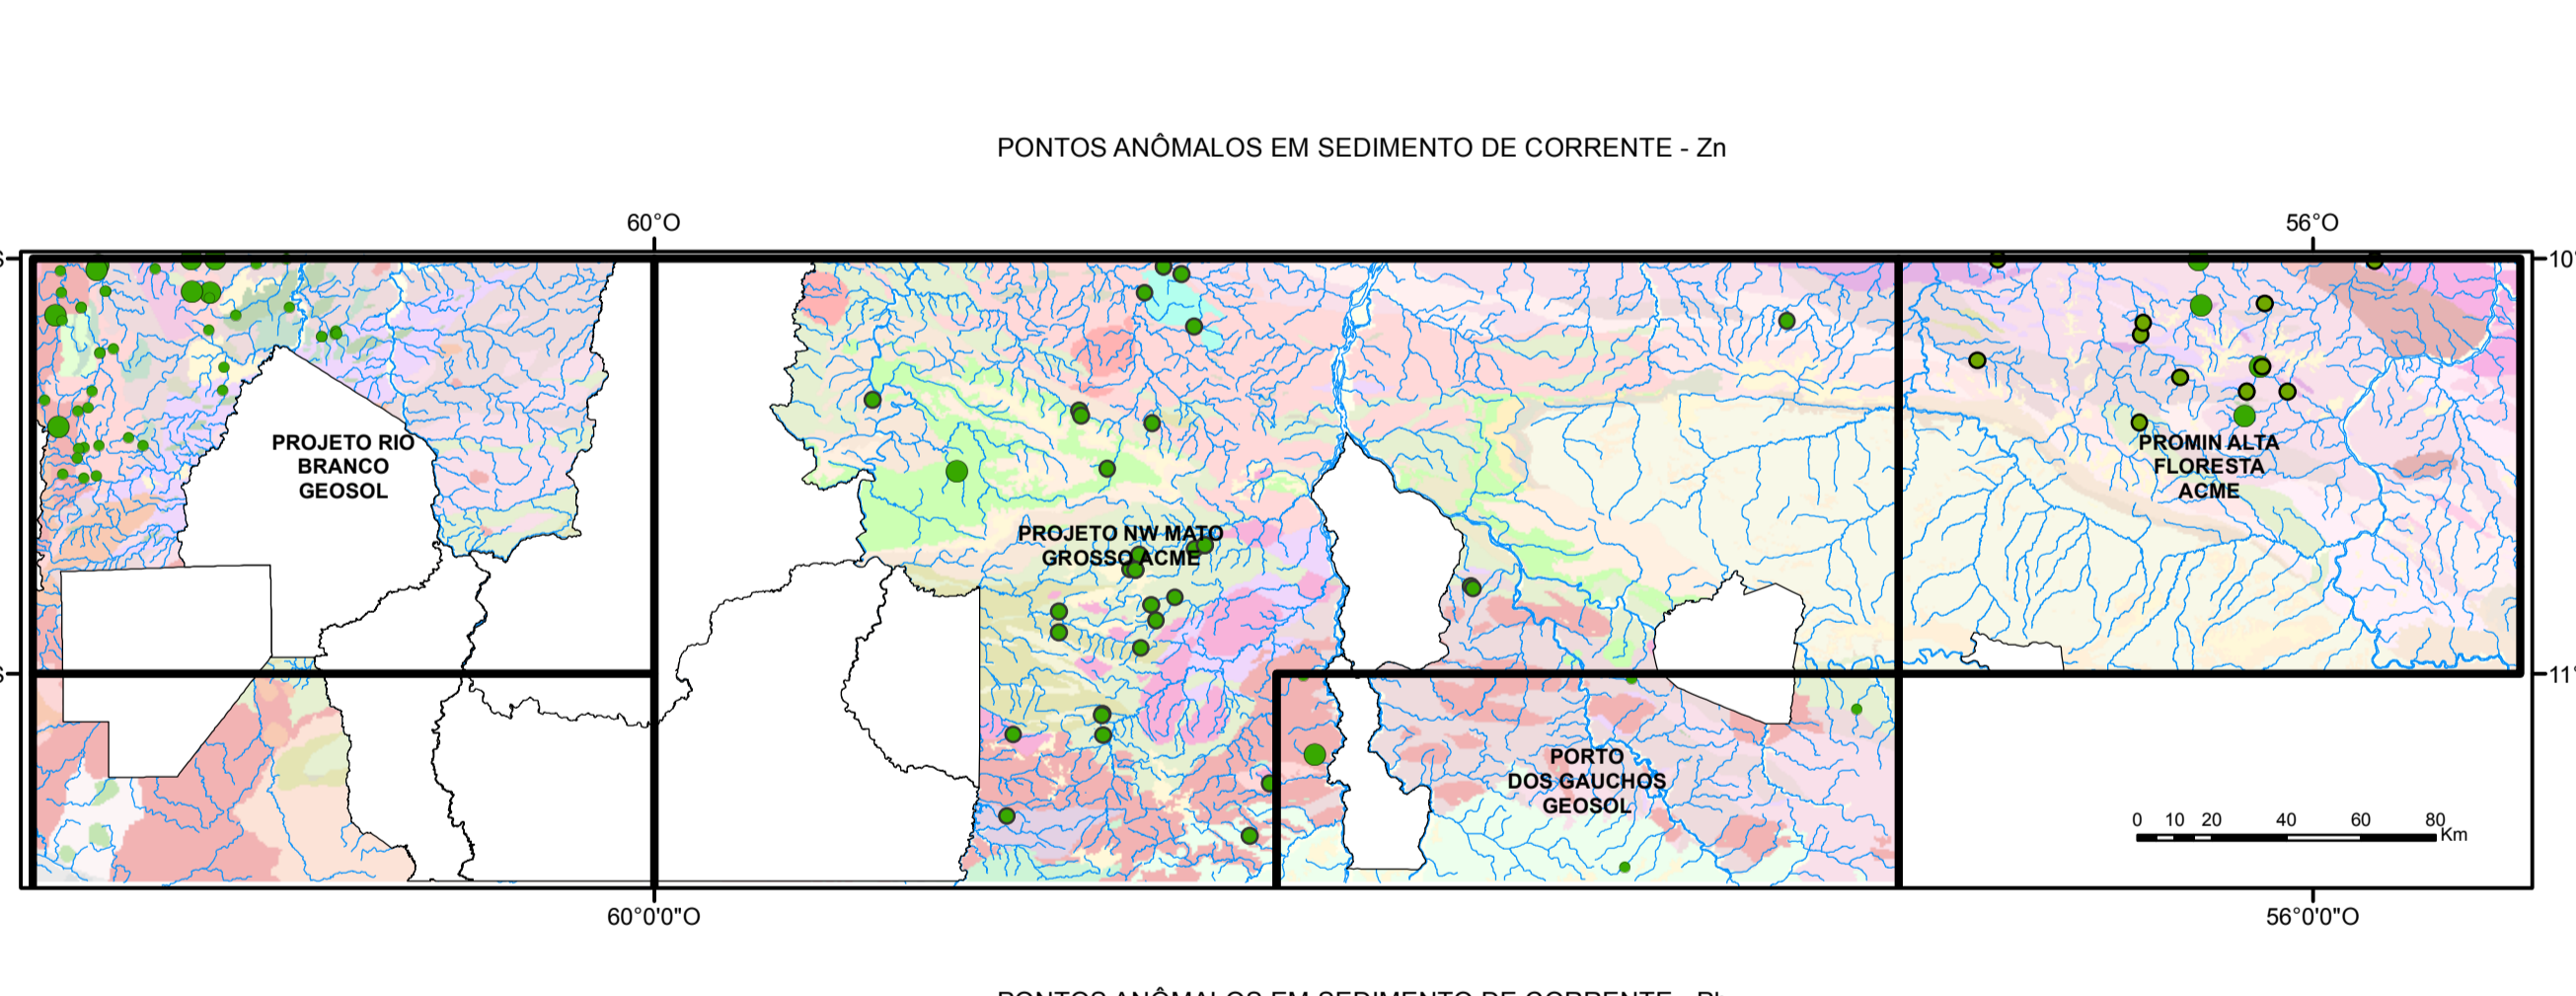 PONTOS ANÔMALOS EM SEDIMENTO DE CORRENTE - Zn
60°O
56°O
10°
PROJETO RIO
BRANCO
GEOSOL
PROMIN ALTA
FLORESTA
ACME
PROJETO NW MATO
GROSSO ACME
11°
PORTO
DOS GAUCHOS
GEOSOL
0 10 20 40 60 80
Km
60°0'0"O
56°0'0"O